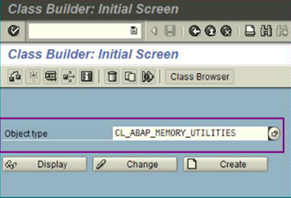 Class Builder: Initial Screen
Class Builder: Initial Screen
Class Browser
Object type CL_ABAP_MEMORY_UTILITIES
Display Change Create